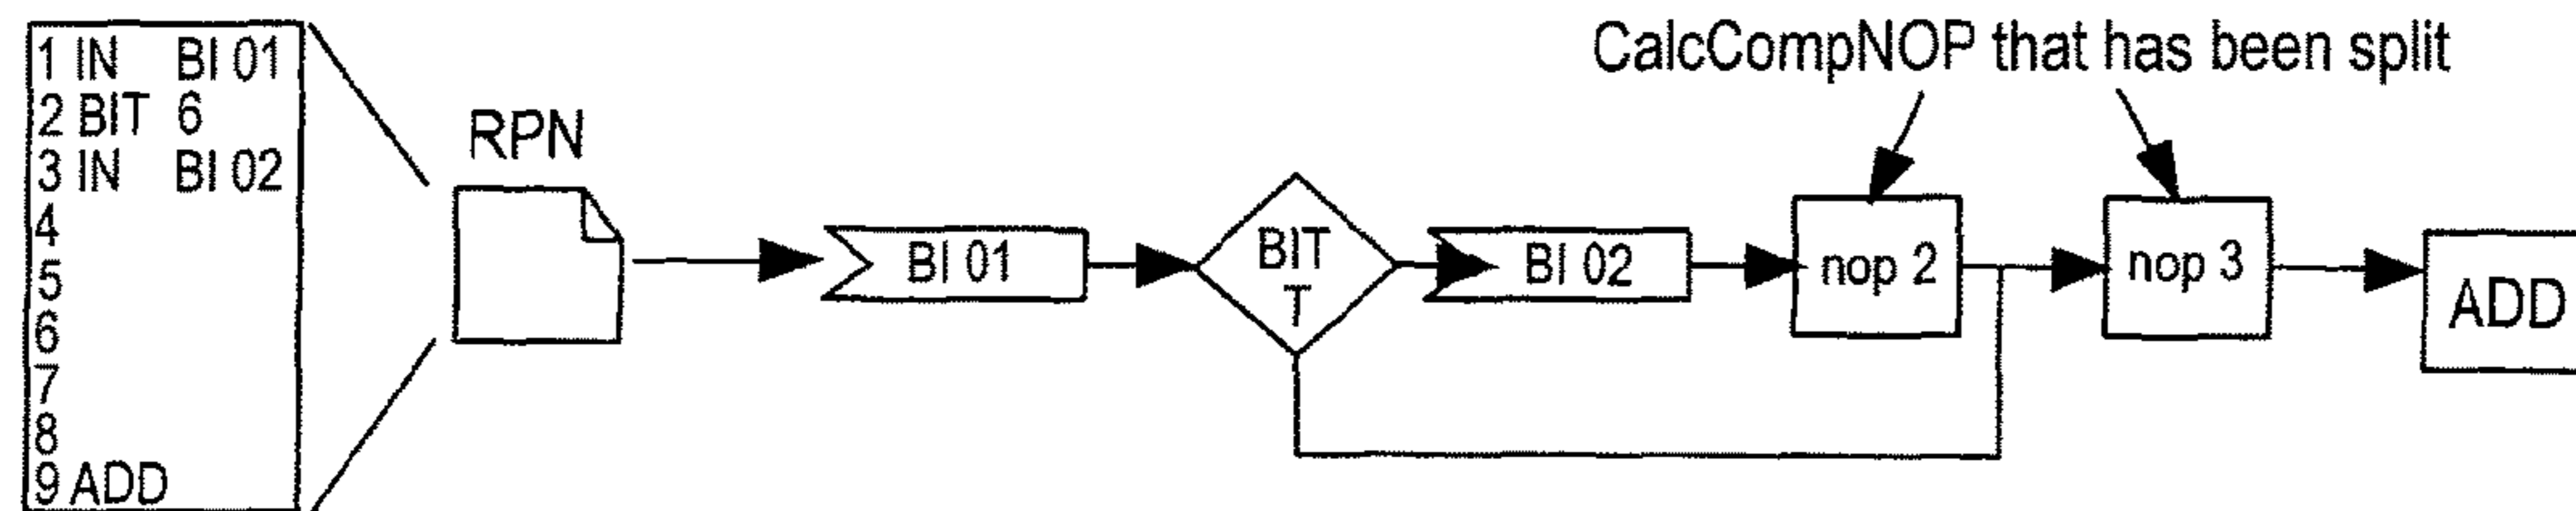 1 IN BI 01
2 BIT 6
3 IN BI 02
4
5
6
7
8
9 ADD
RPN
BI 01
BIT
T
BI 02
CalcCompNOP that has been split
nop 2
nop 3
ADD